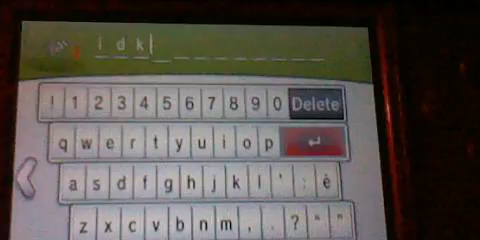 idk
! 1 2 3 4 5 6 7 8 9 0 Delete
q w e r t y u i o p
a s d f g h j k l ' : é
z x c v b n m , . ? “ ”